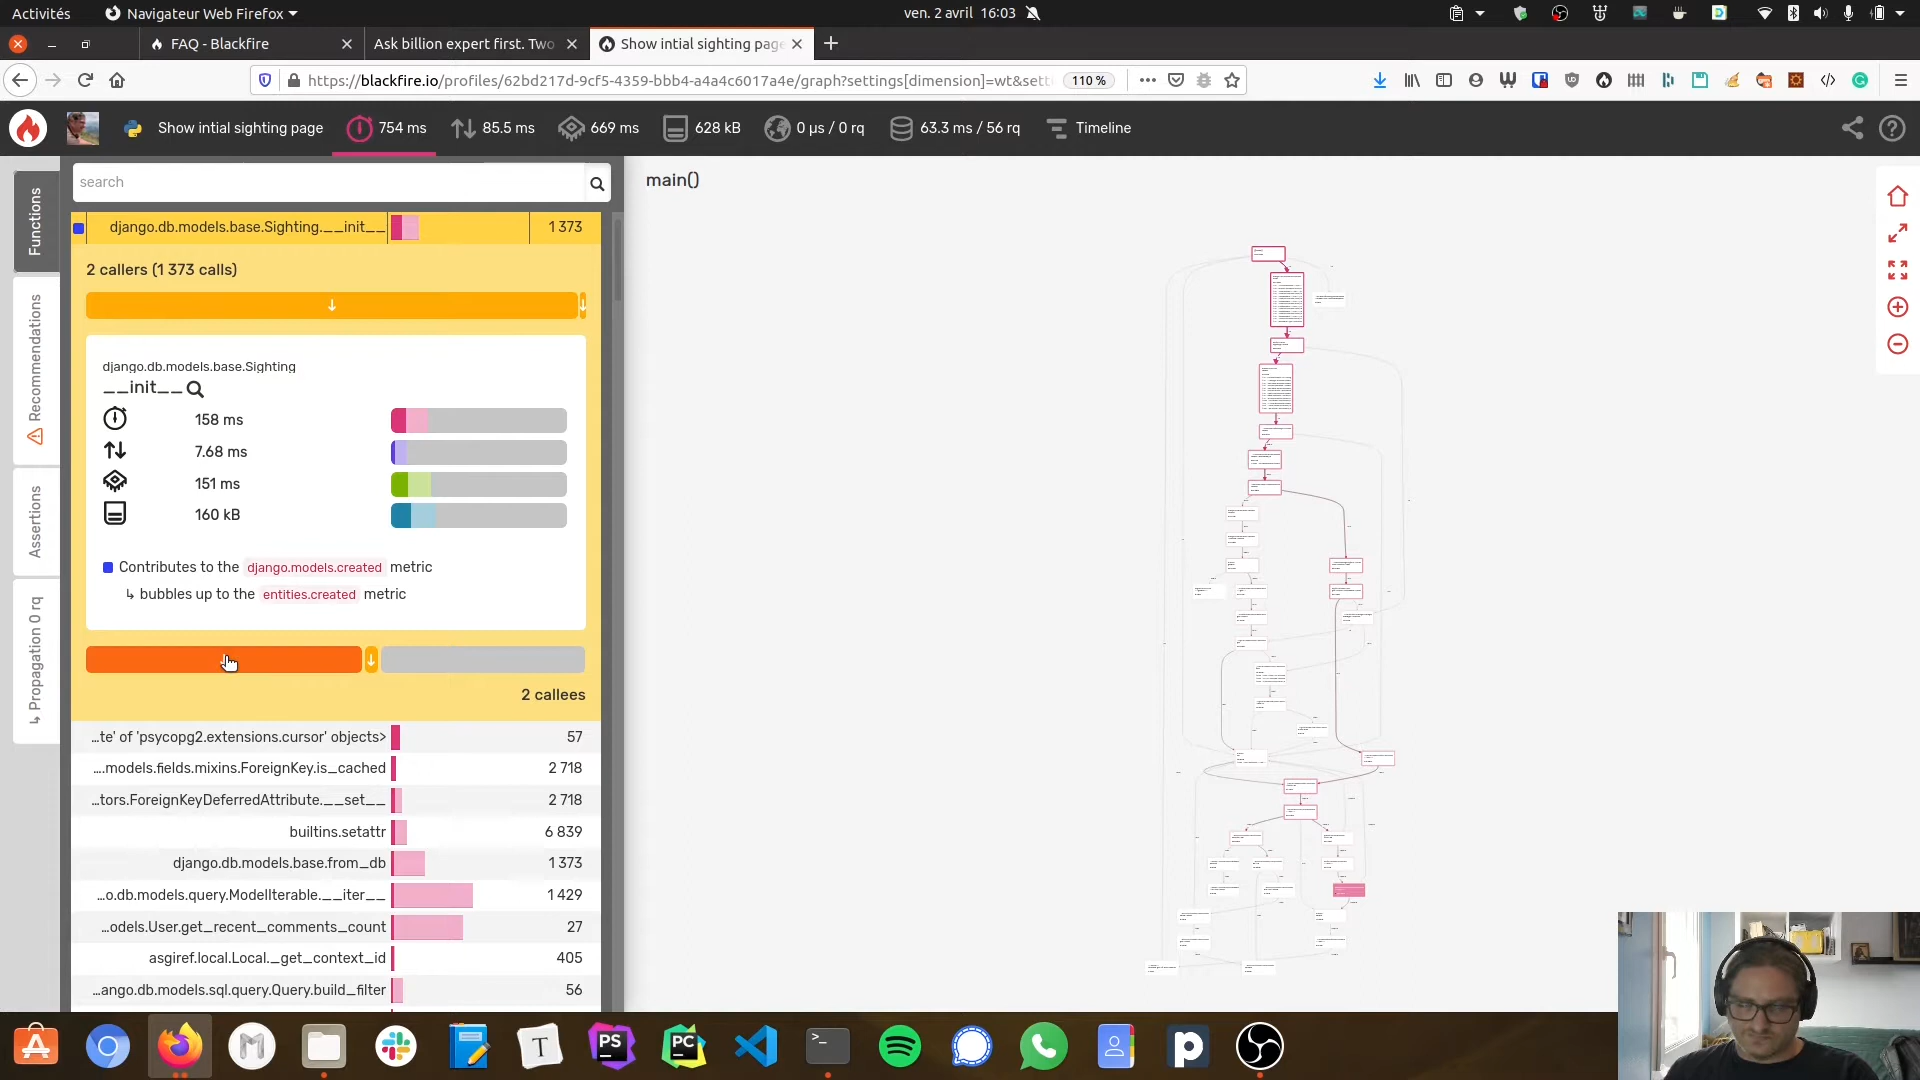 Activités
Navigateur Web Firefox
ven. 2 avril 16:03
FAQ - Blackfire
Ask billion expert first. Two
Show intial sighting page
https://blackfire.io/profiles/62bd217d-9cf5-4359-bbb4-a4a4c6017a4e/graph?settings[dimension]=wt&sett
110 %
Show intial sighting page
754 ms
85.5 ms
669 ms
628 kB
0 µs / 0 rq
63.3 ms / 56 rq
Timeline
Functions
Recommendations
Assertions
↳ Propagation 0 rq
search
main()
django.db.models.base.Sighting.__init__
1 373
2 callers (1 373 calls)
django.db.models.base.Sighting
__init__
158 ms
7.68 ms
151 ms
160 kB
Contributes to the django.models.created metric
↳ bubbles up to the entities.created metric
2 callees
…te' of 'psycopg2.extensions.cursor' objects> 57
….models.fields.mixins.ForeignKey.is_cached 2 718
…tors.ForeignKeyDeferredAttribute.__set__ 2 718
builtins.setattr 6 839
django.db.models.base.from_db 1 373
…o.db.models.query.ModelIterable.__iter__ 1 429
…odels.User.get_recent_comments_count 27
asgiref.local.Local._get_context_id 405
…ango.db.models.sql.query.Query.build_filter 56